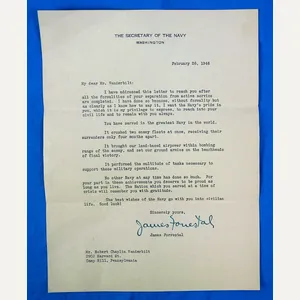 THE SECRETARY OF THE NAVY
WASHINGTON
February 25, 1946
My dear Mr. Vanderbilt:
I have addressed this letter to reach you after
all the formalities of your separation from active service
are completed. I have done so because, without formality but
as clearly as I know how to say it, I want the Navy's pride in
you, which it is my privilege to express, to reach into your
civil life and to remain with you always.
You have served in the greatest Navy in the world.
It crushed two enemy fleets at once, receiving their
surrenders only four months apart.
It brought our land-based airpower within bombing
range of the enemy, and set our ground armies on the beachheads
of final victory.
It performed the multitude of tasks necessary to
support these military operations.
No other Navy at any time has done so much. For
your part in these achievements you deserve to be proud as
long as you live. The Nation which you served at a time of
crisis will remember you with gratitude.
The best wishes of the Navy go with you into civilian
life. Good luck!
Sincerely yours,
James Forrestal
James Forrestal
Mr. Robert
Vanderbilt
Camp Hill, Pennsylvania